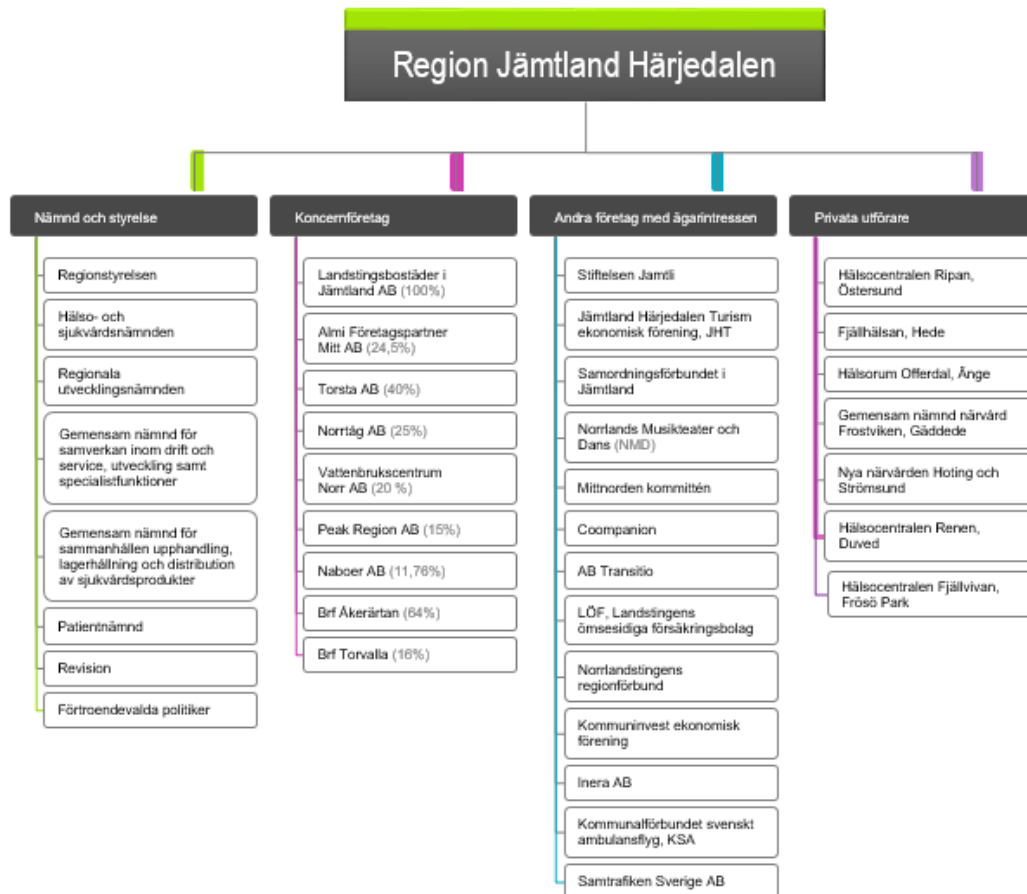 Region Jämtland Härjedalen
Nämnd och styrelse
Regionstyrelsen
Hälso- och
sjukvårdsnämnden
Regionala
utvecklingsnämnden
Gemensam nämnd för
samverkan inom drift och
service, utveckling samt
specialistfunktioner
Gemensam nämnd för
sammanhållen upphandling,
lagerhållning och distribution
av sjukvårdsprodukter
Patientnämnd
Revision
Förtroendevalda politiker
Koncernföretag
Landstingsbostäder i
Jämtland AB (100%)
Almi Företagspartner
Mitt AB (24,5%)
Torsta AB (40%)
Norrtåg AB (25%)
Vattenbrukscentrum
Norr AB (20 %)
Peak Region AB (15%)
Naboer AB (11,76%)
Brf Åkerärtan (64%)
Brf Torvalla (16%)
Andra företag med ägarintressen
Stiftelsen Jamtli
Jämtland Härjedalen Turism
ekonomisk förening, JHT
Samordningsförbundet i
Jämtland
Norrlands Musikteater och
Dans (NMD)
Mittnorden kommittén
Coompanion
AB Transitio
LÖF, Landstingens
ömsesidiga försäkringsbolag
Norrlandstingens
regionförbund
Kommuninvest ekonomisk
förening
Inera AB
Kommunalförbundet svenskt
ambulansflyg, KSA
Samtrafiken Sverige AB
Privata utförare
Hälsocentralen Ripan,
Östersund
Fjällhälsan, Hede
Hälsorum Offerdal, Änge
Gemensam nämnd närvård
Frostviken, Gäddede
Nya närvården Hoting och
Strömsund
Hälsocentralen Renen,
Duved
Hälsocentralen Fjällvivan,
Frösö Park